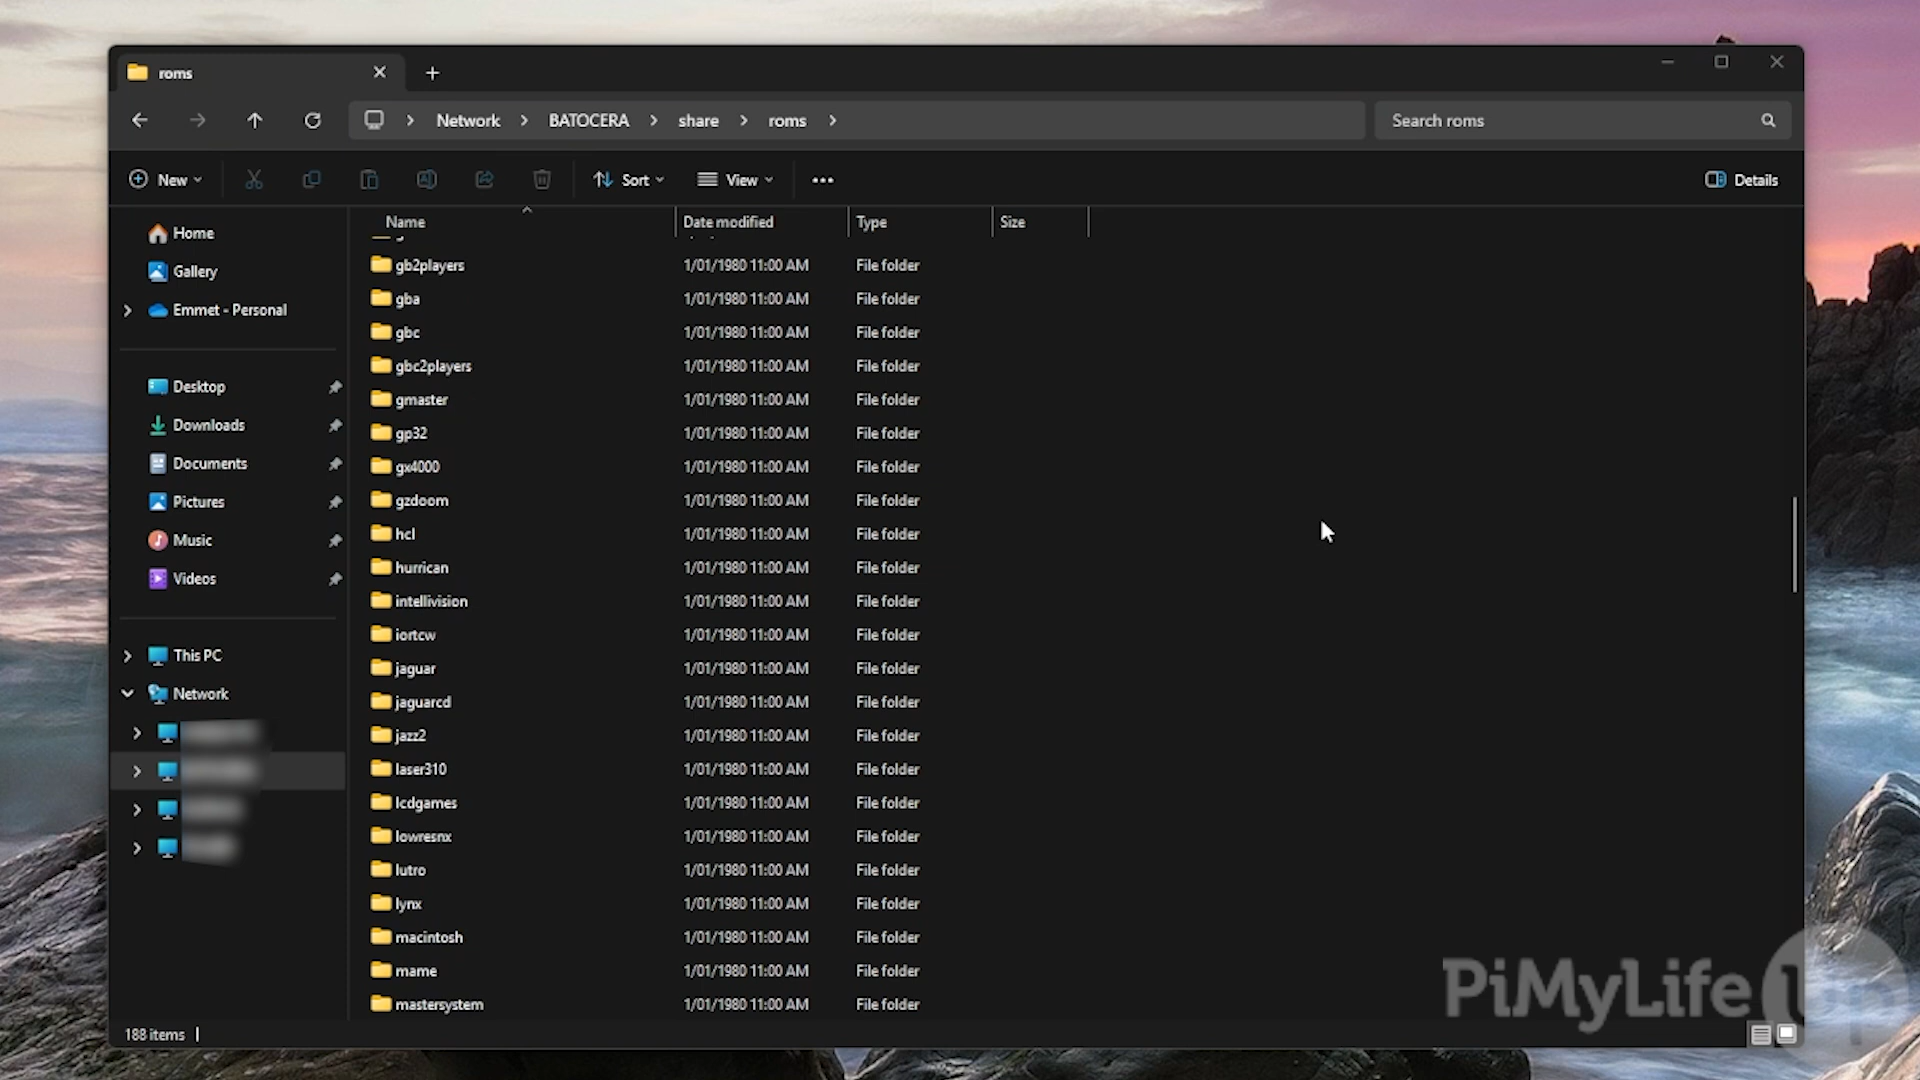 roms
Network > BATOCERA > share > roms >
Search roms
New
Sort
View
Details
Name
Date modified
Type
Size
Home
Gallery
Emmet - Personal
Desktop
Downloads
Documents
Pictures
Music
Videos
This PC
Network
gb2players 1/01/1980 11:00 AM File folder
gba 1/01/1980 11:00 AM File folder
gbc 1/01/1980 11:00 AM File folder
gbc2players 1/01/1980 11:00 AM File folder
gmaster 1/01/1980 11:00 AM File folder
gp32 1/01/1980 11:00 AM File folder
gx4000 1/01/1980 11:00 AM File folder
gzdoom 1/01/1980 11:00 AM File folder
hcl 1/01/1980 11:00 AM File folder
hurrican 1/01/1980 11:00 AM File folder
intellivision 1/01/1980 11:00 AM File folder
iortcw 1/01/1980 11:00 AM File folder
jaguar 1/01/1980 11:00 AM File folder
jaguarcd 1/01/1980 11:00 AM File folder
jazz2 1/01/1980 11:00 AM File folder
laser310 1/01/1980 11:00 AM File folder
lcdgames 1/01/1980 11:00 AM File folder
lowresnx 1/01/1980 11:00 AM File folder
lutro 1/01/1980 11:00 AM File folder
lynx 1/01/1980 11:00 AM File folder
macintosh 1/01/1980 11:00 AM File folder
mame 1/01/1980 11:00 AM File folder
mastersystem 1/01/1980 11:00 AM File folder
188 items
PiMyLifeUp